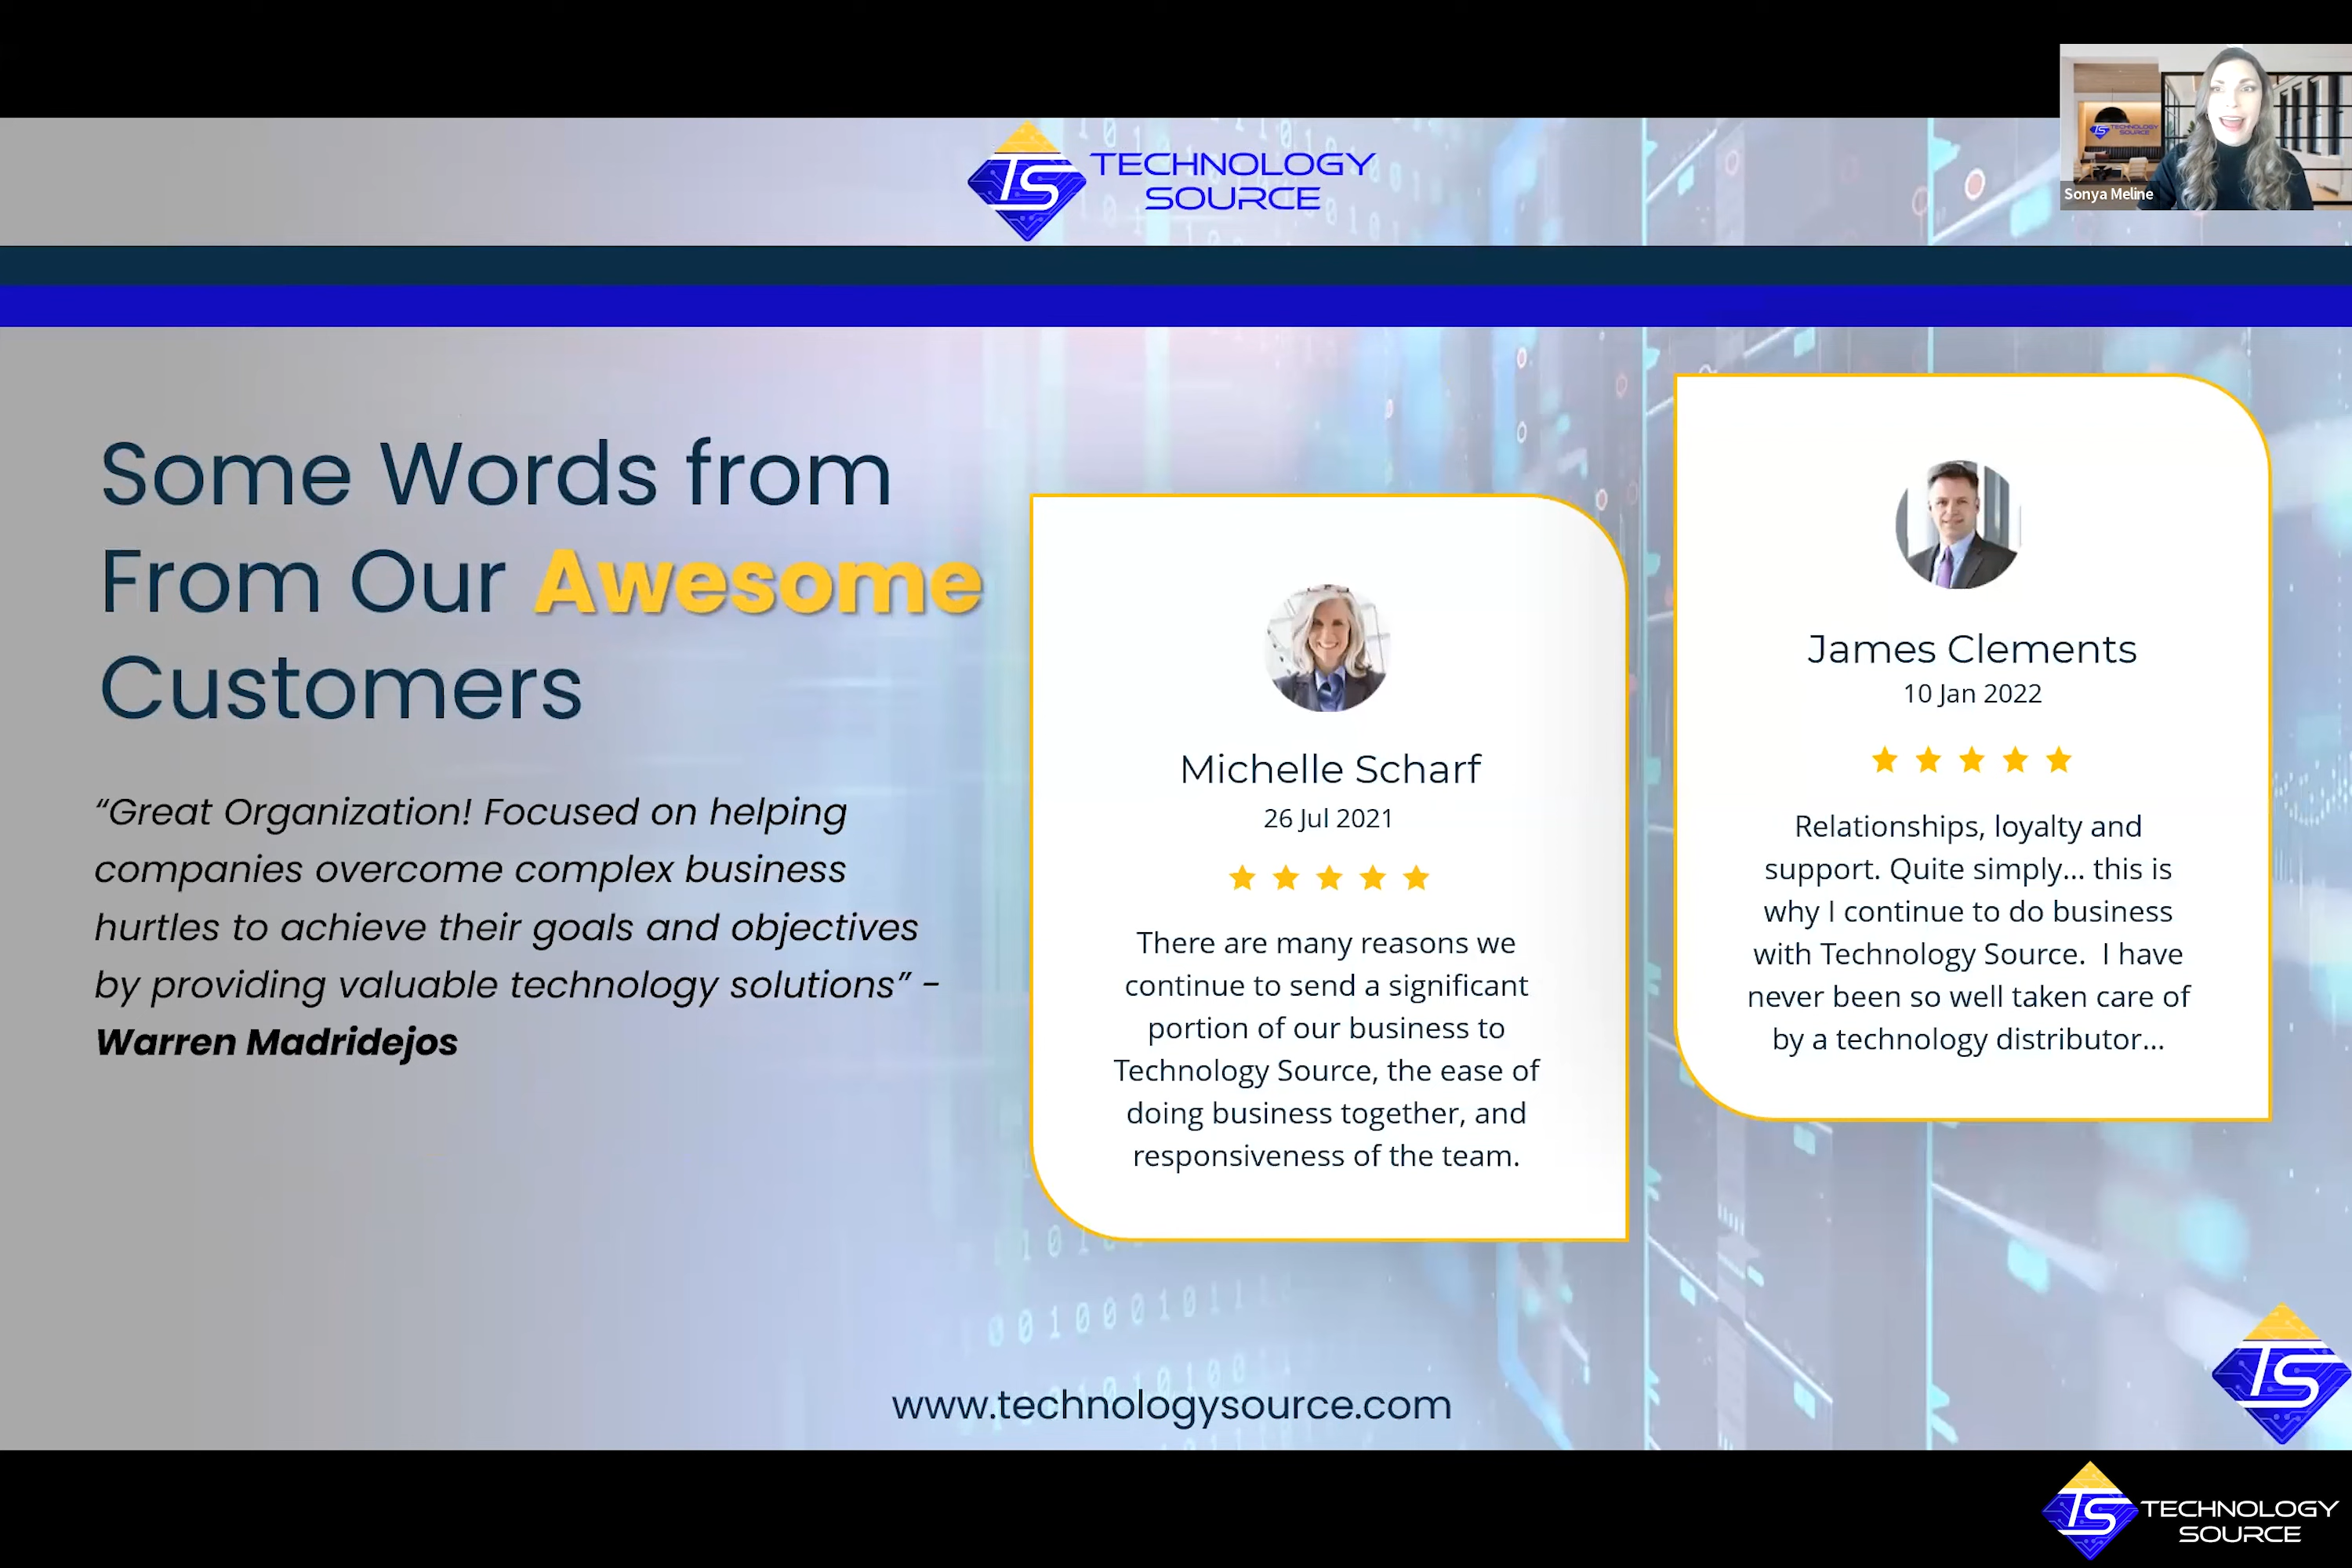 TECHNOLOGY
SOURCE
TS
TECHNOLOGY
SOURCE
Sonya Meline
Some Words from
From Our Awesome
Customers
“Great Organization! Focused on helping
companies overcome complex business
hurtles to achieve their goals and objectives
by providing valuable technology solutions” -
Warren Madridejos
Michelle Scharf
26 Jul 2021
There are many reasons we
continue to send a significant
portion of our business to
Technology Source, the ease of
doing business together, and
responsiveness of the team.
James Clements
10 Jan 2022
Relationships, loyalty and
support. Quite simply... this is
why I continue to do business
with Technology Source.  I have
never been so well taken care of
by a technology distributor...
www.technologysource.com
TS
TS
TECHNOLOGY
SOURCE